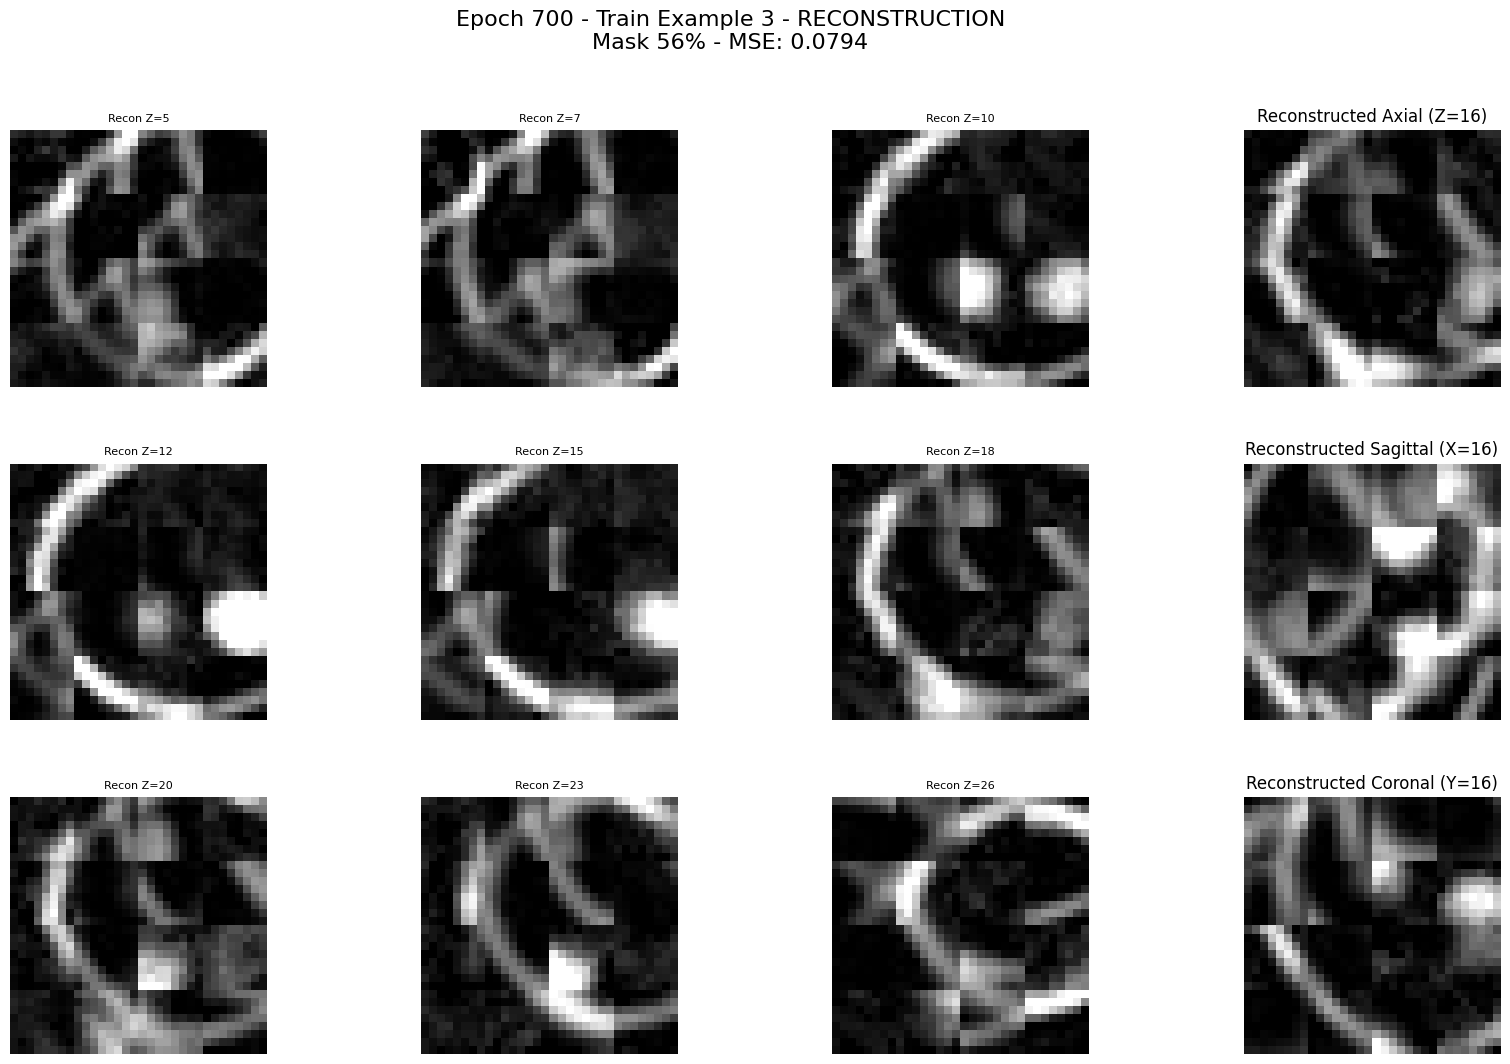 Epoch 700 - Train Example 3 - RECONSTRUCTION
Mask 56% - MSE: 0.0794
Recon Z=5
Recon Z=7
Recon Z=10
Reconstructed Axial (Z=16)
Recon Z=12
Recon Z=15
Recon Z=18
Reconstructed Sagittal (X=16)
Recon Z=20
Recon Z=23
Recon Z=26
Reconstructed Coronal (Y=16)